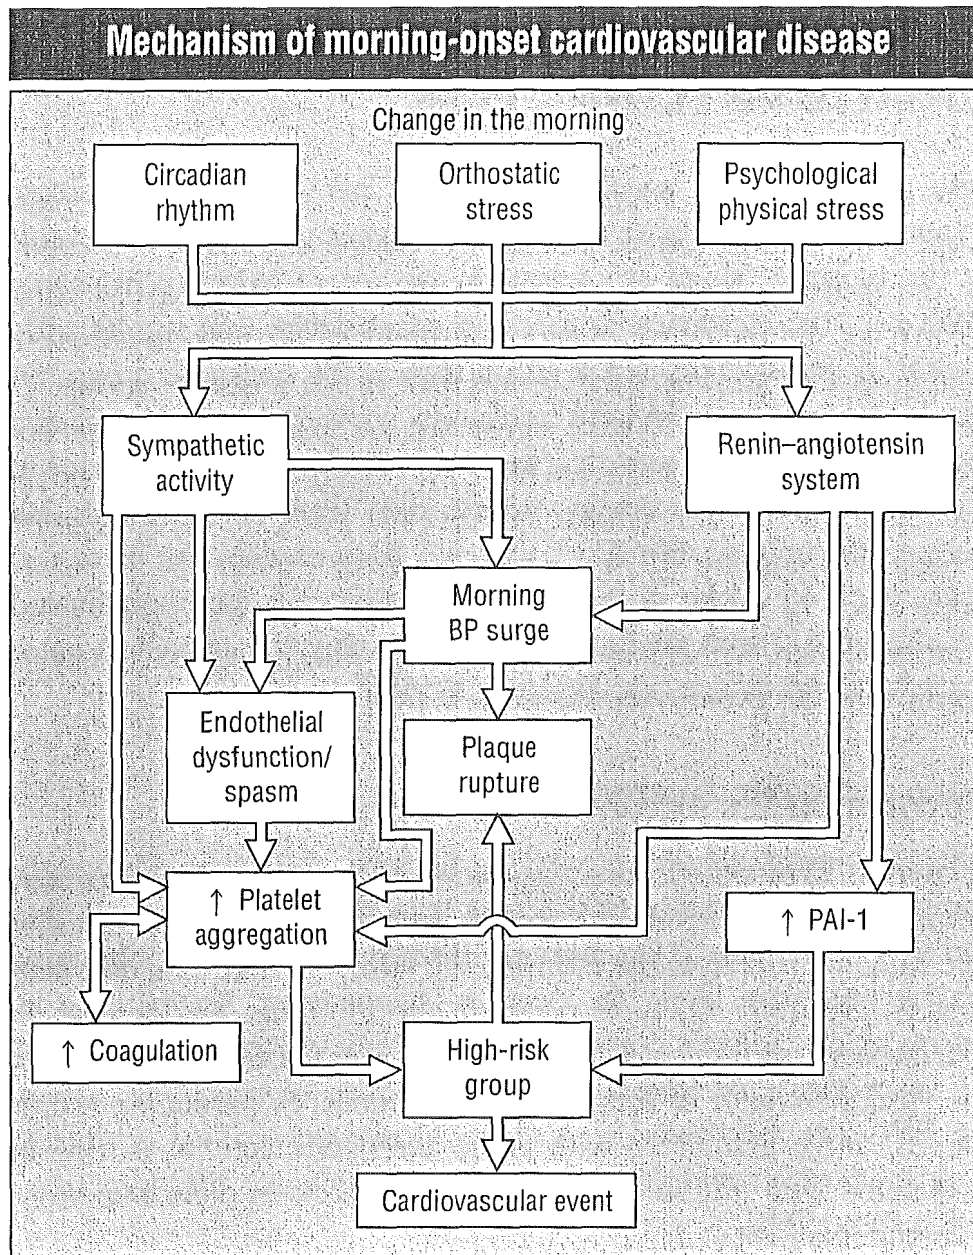 Mechanism of morning-onset cardiovascular disease
Change in the morning
Circadian
rhythm
Orthostatic
stress
Psychological
physical stress
Sympathetic
activity
Renin–angiotensin
system
Morning
BP surge
Endothelial
dysfunction/
spasm
Plaque
rupture
↑ Platelet
aggregation
↑ PAI-1
↑ Coagulation
High-risk
group
Cardiovascular event